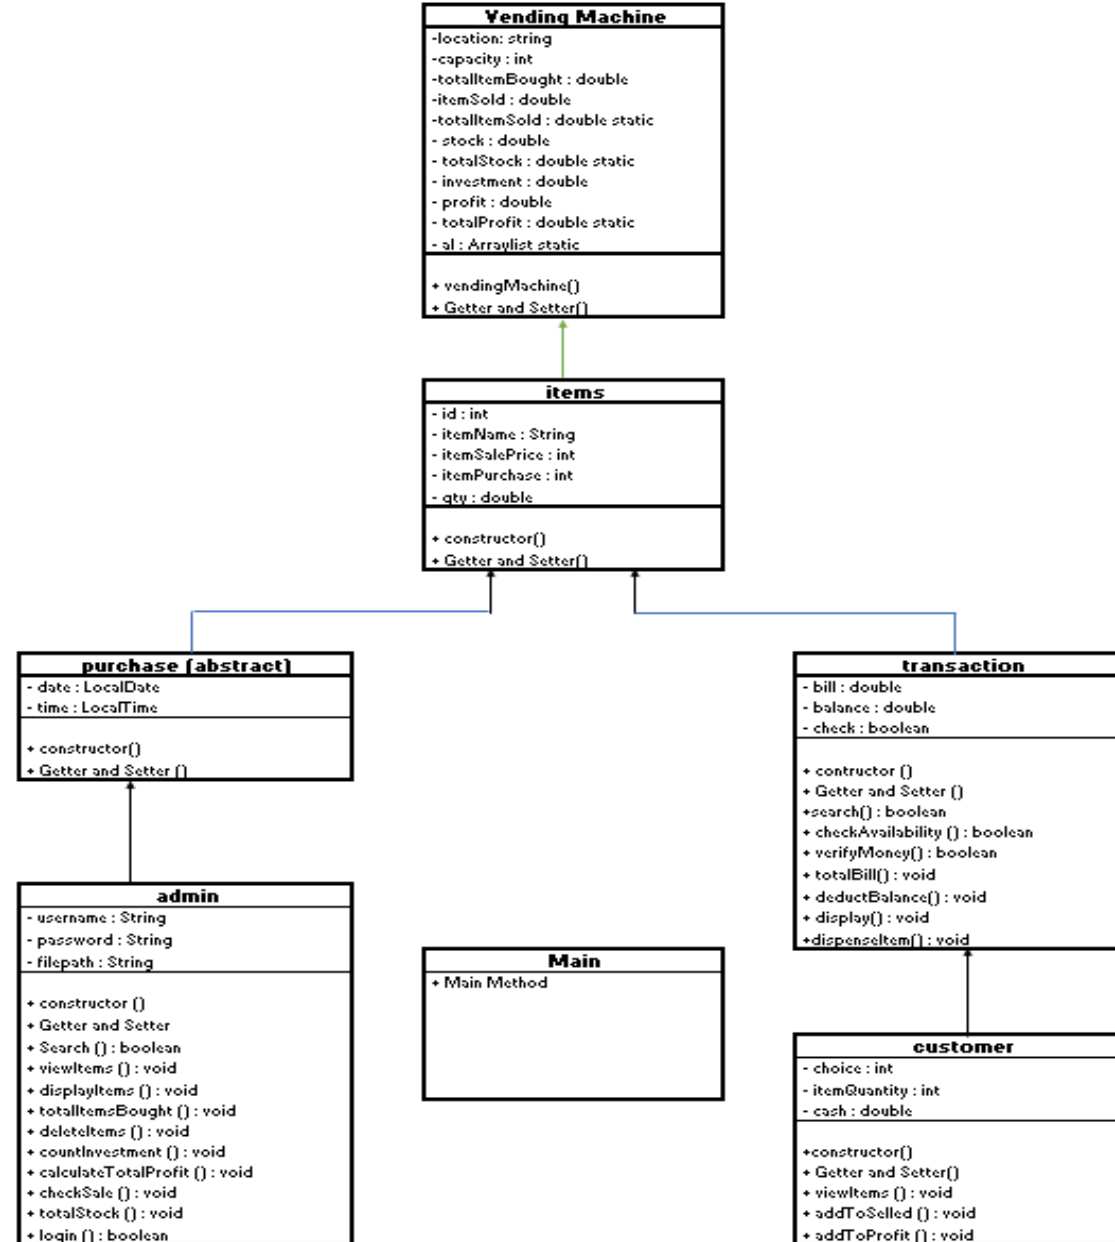 Vending Machine
-location: string
-capacity : int
-totalItemBought : double
-itemSold : double
-totalItemSold : double static
- stock : double
- totalStock : double static
- investment : double
- profit : double
- totalProfit : double static
- al : Arraylist static
+ vendingMachine()
+ Getter and Setter()
items
- id : int
- itemName : String
- itemSalePrice : int
- itemPurchase : int
- qty : double
+ constructor()
+ Getter and Setter()
purchase (abstract)
- date : LocalDate
- time : LocalTime
+ constructor()
+ Getter and Setter ()
transaction
- bill : double
- balance : double
- check : boolean
+ contructor ()
+ Getter and Setter ()
+search() : boolean
+ checkAvailability () : boolean
+ verifyMoney() : boolean
+ totalBill() : void
+ deductBalance() : void
+ display() : void
+dispenseItem() : void
admin
- username : String
- password : String
- filepath : String
+ constructor ()
+ Getter and Setter
+ Search () : boolean
+ viewItems () : void
+ displayItems () : void
+ totalItemsBought () : void
+ deleteItems () : void
+ countInvestment () : void
+ calculateTotalProfit () : void
+ checkSale () : void
+ totalStock () : void
+ login () : boolean
Main
+ Main Method
customer
- choice : int
- itemQuantity : int
- cash : double
+constructor()
+ Getter and Setter()
+ viewItems () : void
+ addToSelled () : void
+ addToProfit () : void